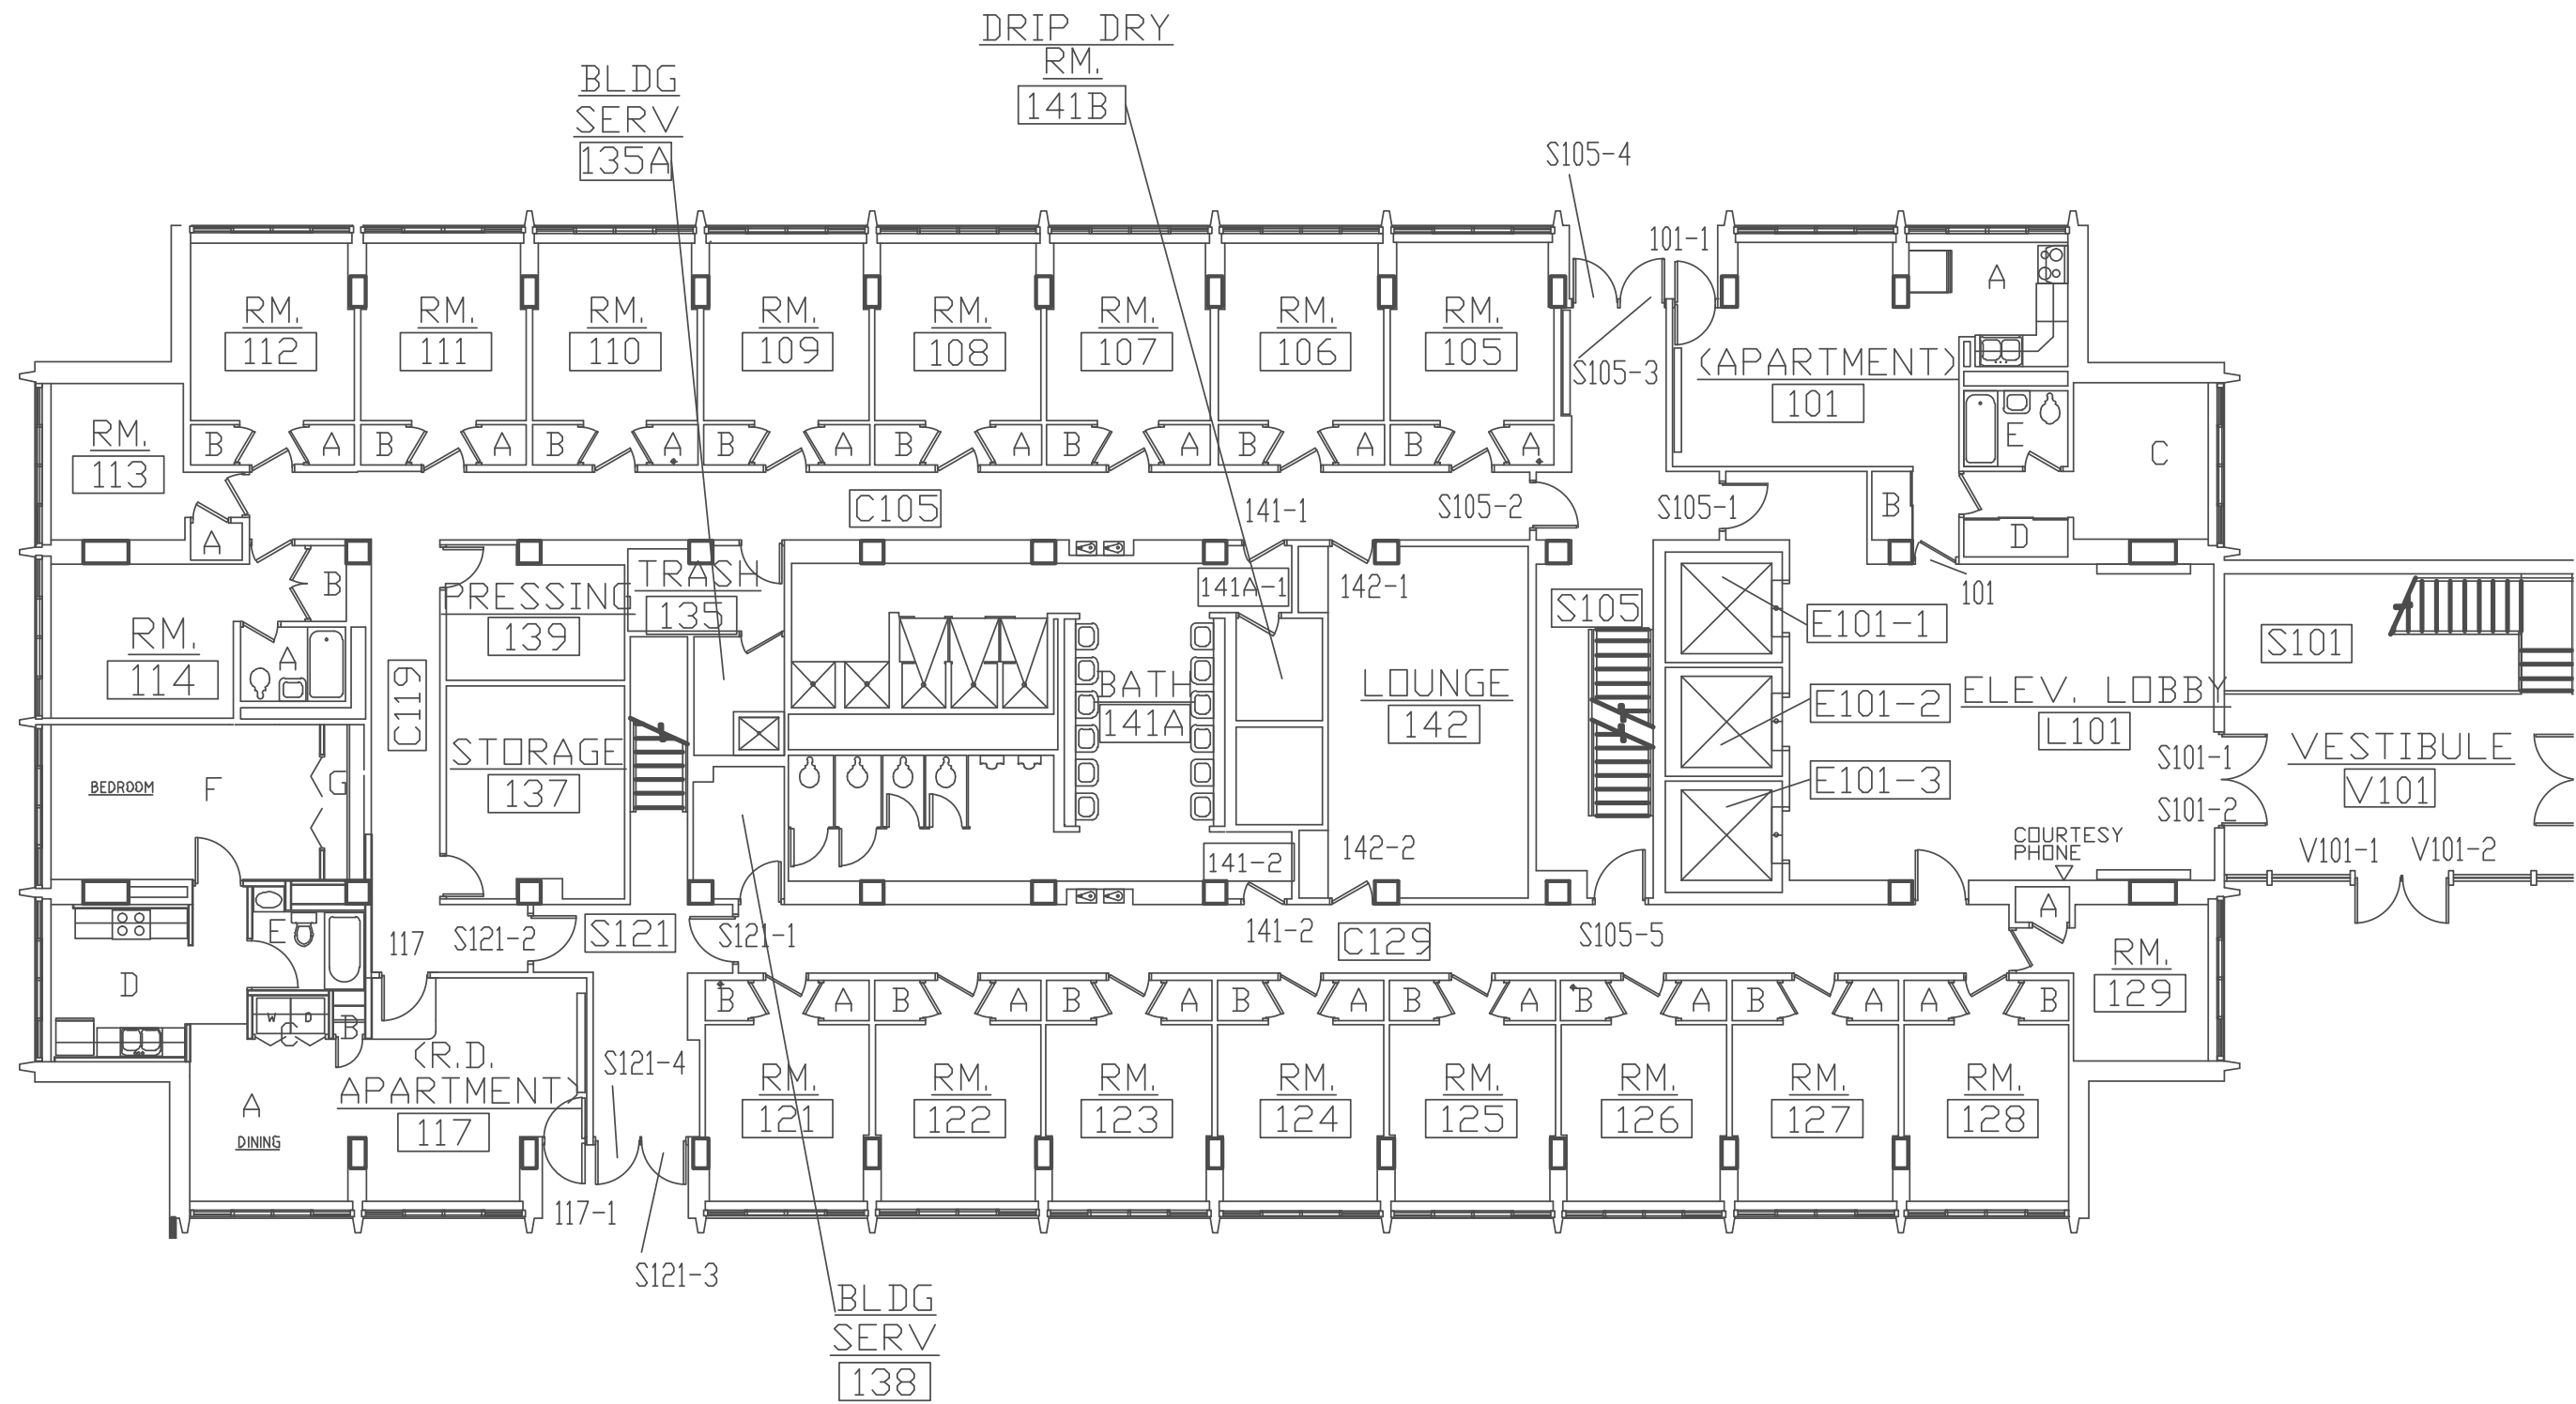 DRIP DRY
RM.
141B
BLDG
SERV
135A
S105-4
101-1
S105-3
RM.
112
RM.
111
RM.
110
RM.
109
RM.
108
RM.
107
RM.
106
RM.
105
A
(APARTMENT)
101
E
C
B
D
RM.
113
A
B
A
B
A
B
A
B
A
B
A
B
A
B
A
B
A
C105
141-1
S105-2
S105-1
101
RM.
114
B
A
C119
PRESSING
139
TRASH
135
STORAGE
137
141A-1
142-1
BATH
141A
LOUNGE
142
141-2
142-2
S105
E101-1
E101-2
E101-3
ELEV. LOBBY
L101
S101
S101-1
S101-2
VESTIBULE
V101
V101-1
V101-2
COURTESY
PHONE
BEDROOM
F
G
E
D
W
D
C
B
A
DINING
117
(R.D.
APARTMENT)
117
117-1
S121-2
S121
S121-1
S121-4
S121-3
141-2
C129
S105-5
A
RM.
129
B
A
B
A
B
A
B
A
B
A
B
A
B
A
A
B
RM.
121
RM.
122
RM.
123
RM.
124
RM.
125
RM.
126
RM.
127
RM.
128
BLDG
SERV
138